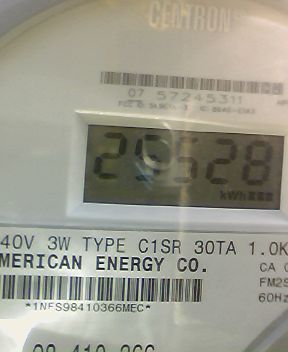 CENTRON
07 57245311
29528
kWh
40V 3W TYPE C1SR 30TA 1.0K
MERICAN ENERGY CO.
CA 0
FM2S
60Hz
*1NFS98410366MEC*